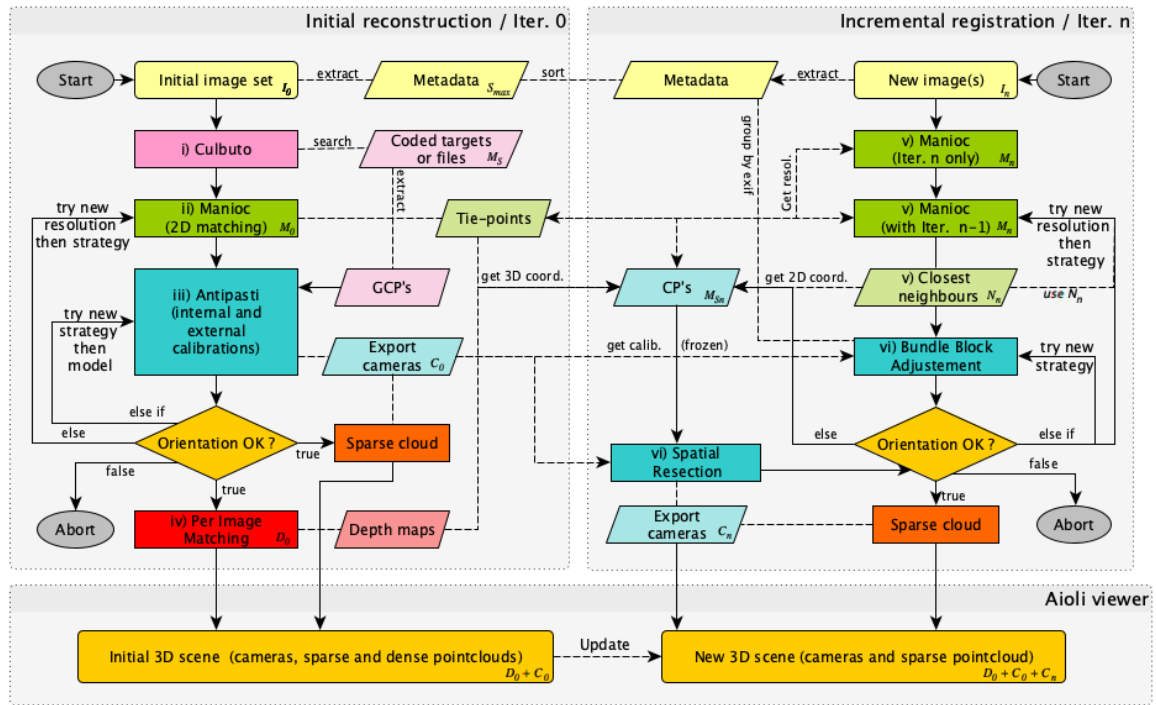 Initial reconstruction / Iter. 0
Start
Initial image set
I0
extract
Metadata
Smax
sort
i) Culbuto
search
Coded targets
or files
MS
extract
try new
resolution
then strategy
ii) Manioc
(2D matching)
M0
Tie-points
iii) Antipasti
(internal and
external
calibrations)
GCP's
get 3D coord.
try new
strategy
then
model
Export
cameras
C0
else if
else
Orientation OK ?
true
Sparse cloud
false
true
Abort
iv) Per Image
Matching
D0
Depth maps
Incremental registration / Iter. n
Metadata
extract
New image(s)
In
Start
group by exif
Get resol.
v) Manioc
(Iter. n only)
Mn
v) Manioc
(with Iter. n-1)
Mn
try new
resolution
then
strategy
CP's
MSn
get 2D coord.
v) Closest
neighbours
Nn
use Nn
get calib.
(frozen)
vi) Bundle Block
Adjustement
try new
strategy
else
Orientation OK ?
else if
vi) Spatial
Resection
false
true
Export
cameras
Cn
Sparse cloud
Abort
Aioli viewer
Initial 3D scene (cameras, sparse and dense pointclouds)
D0 + C0
Update
New 3D scene (cameras and sparse pointcloud)
D0 + C0 + Cn